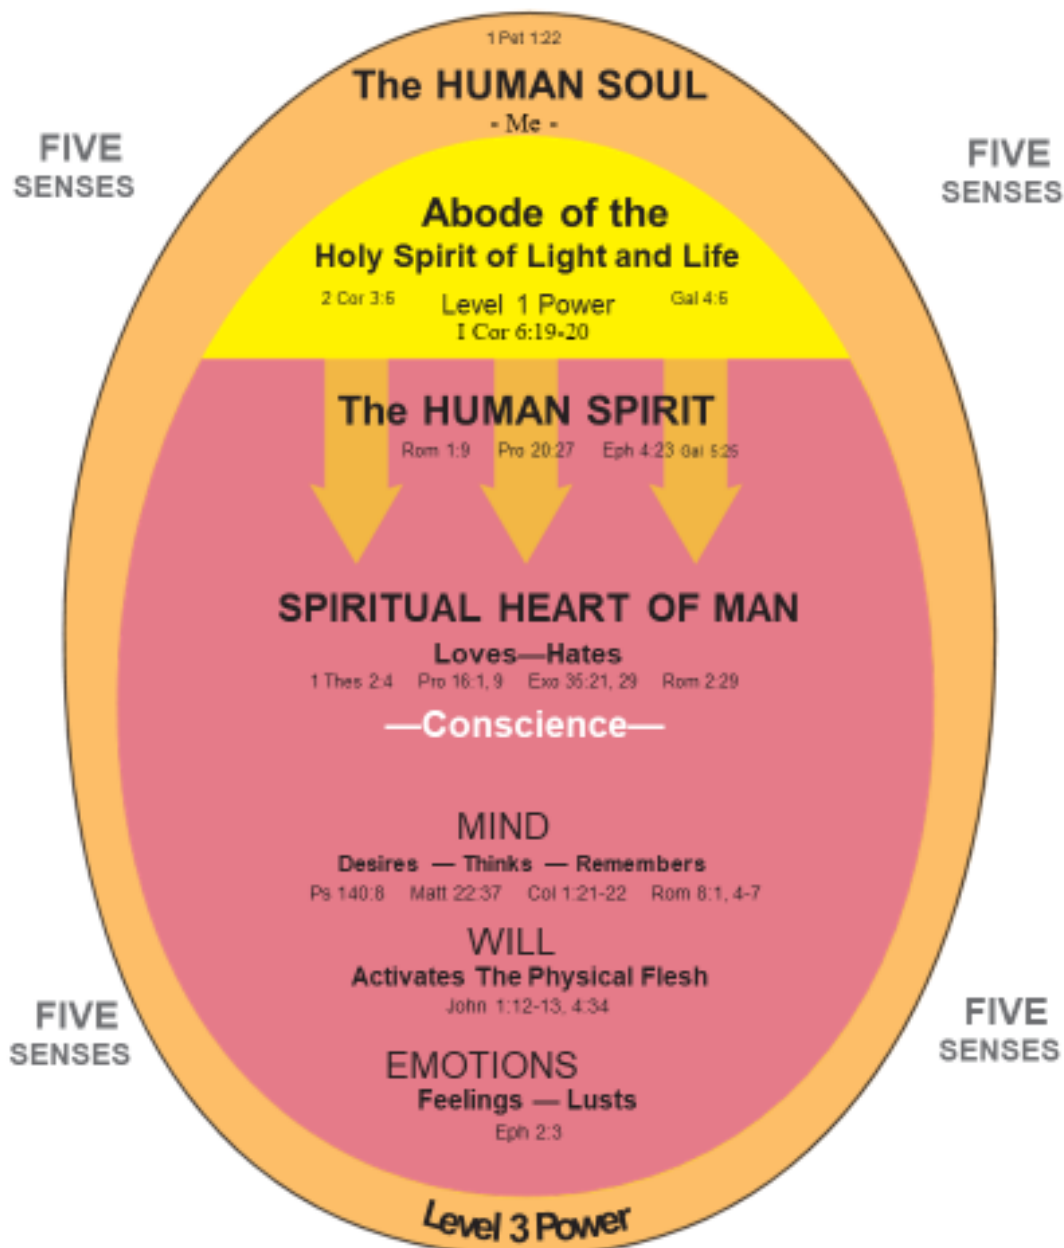 1 Pet 1:22
The HUMAN SOUL
- Me -
FIVE
SENSES
FIVE
SENSES
Abode of the
Holy Spirit of Light and Life
2 Cor 3:6 Level 1 Power Gal 4:6
I Cor 6:19-20
The HUMAN SPIRIT
Rom 1:9 Pro 20:27 Eph 4:23 Gal 5:25
SPIRITUAL HEART OF MAN
Loves—Hates
1 Thes 2:4 Pro 16:1, 9 Exo 35:21, 29 Rom 2:29
—Conscience—
MIND
Desires — Thinks — Remembers
Ps 140:8 Matt 22:37 Col 1:21-22 Rom 8:1, 4-7
WILL
Activates The Physical Flesh
John 1:12-13, 4:34
FIVE
SENSES
FIVE
SENSES
EMOTIONS
Feelings — Lusts
Eph 2:3
Level 3 Power